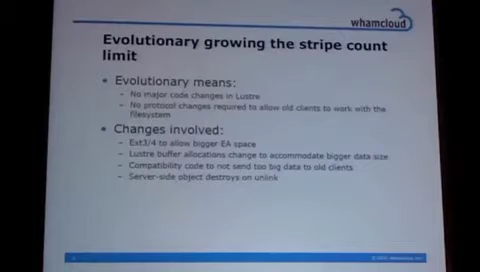 whamcloud
Evolutionary growing the stripe count
limit
• Evolutionary means:
– No major code changes in Lustre
– No protocol changes required to allow old clients to work with the
filesystem
• Changes involved:
– Ext3/4 to allow bigger EA space
– Lustre buffer allocations change to accommodate bigger data size
– Compatibility code to not send too big data to old clients
– Server-side object destroys on unlink